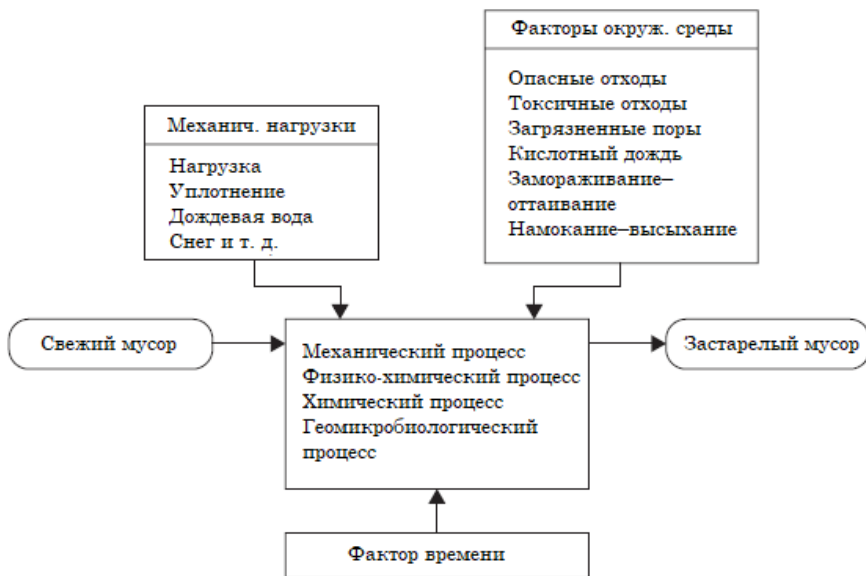 Факторы окруж. среды
Опасные отходы
Токсичные отходы
Загрязненные поры
Кислотный дождь
Замораживание–
оттаивание
Намокание–высыхание
Механич. нагрузки
Нагрузка
Уплотнение
Дождевая вода
Снег и т. д.
Свежий мусор
Механический процесс
Физико-химический процесс
Химический процесс
Геомикробиологический
процесс
Застарелый мусор
Фактор времени